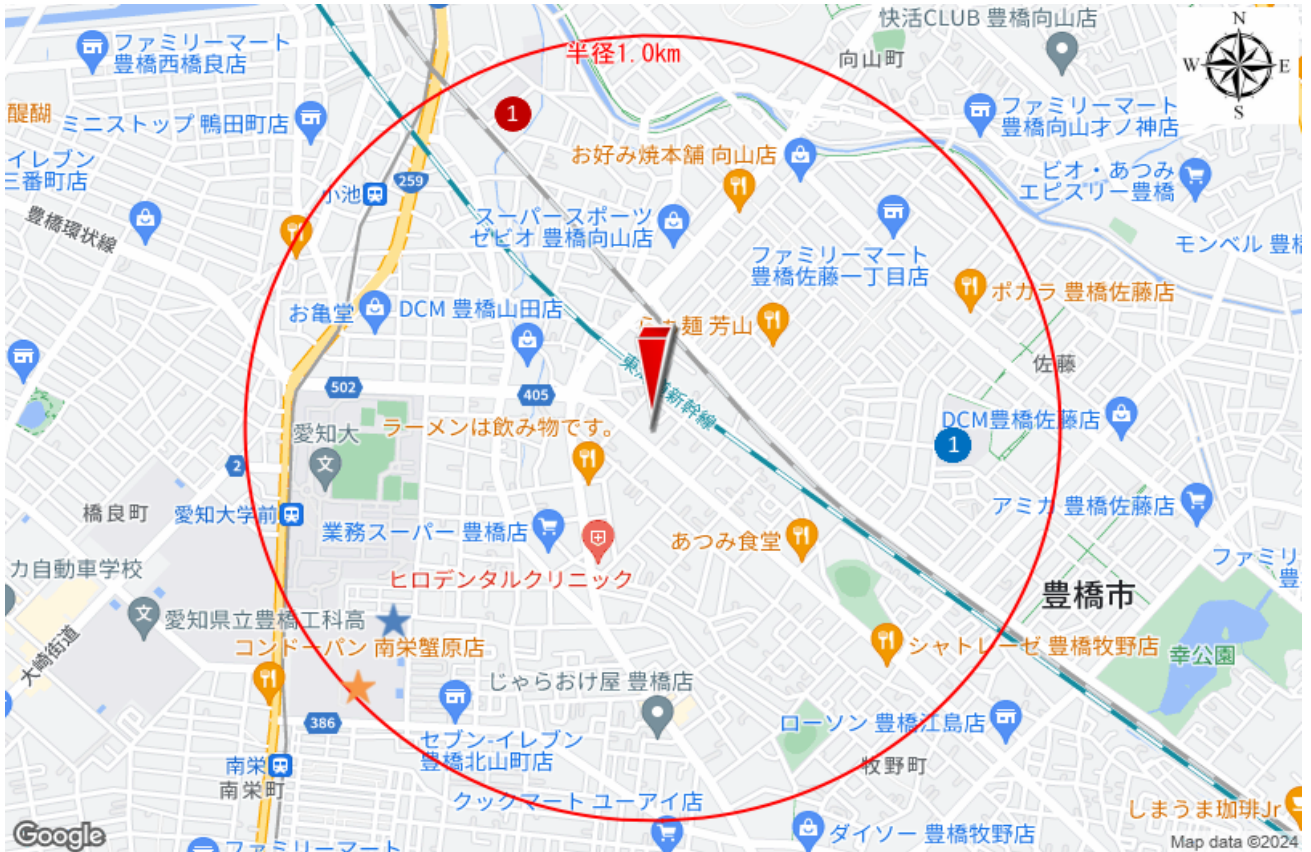 快活CLUB 豊橋向山店
ファミリーマート
豊橋西橋良店
半径1.0km
向山町
N
W
E
S
醍醐
ミニストップ 鴨田町店
1
ファミリーマート
豊橋向山才ノ神店
イレブン
三番町店
お好み焼本舗 向山店
ビオ・あつみ
エピスリー豊橋
259
小池
豊橋環状線
スーパースポーツ
ゼビオ 豊橋向山店
ファミリーマート
豊橋佐藤一丁目店
モンベル 豊橋
お亀堂
DCM 豊橋山田店
ポカラ 豊橋佐藤店
らぁ麺 芳山
佐藤
502
405
東海道新幹線
DCM豊橋佐藤店
1
愛知大
ラーメンは飲み物です。
2
橋良町
愛知大学前
業務スーパー 豊橋店
アミカ 豊橋佐藤店
あつみ食堂
ファミリ
豊
カ自動車学校
ヒロデンタルクリニック
豊橋市
愛知県立豊橋工科高
大崎街道
コンドーパン 南栄蟹原店
シャトレーゼ 豊橋牧野店
幸公園
じゃらおけ屋 豊橋店
386
セブン-イレブン
豊橋北山町店
ローソン 豊橋江島店
南栄
南栄町
牧野町
クックマート ユーアイ店
しまうま珈琲Jr
Google
ファミリーマート
ダイソー 豊橋牧野店
Map data ©2024